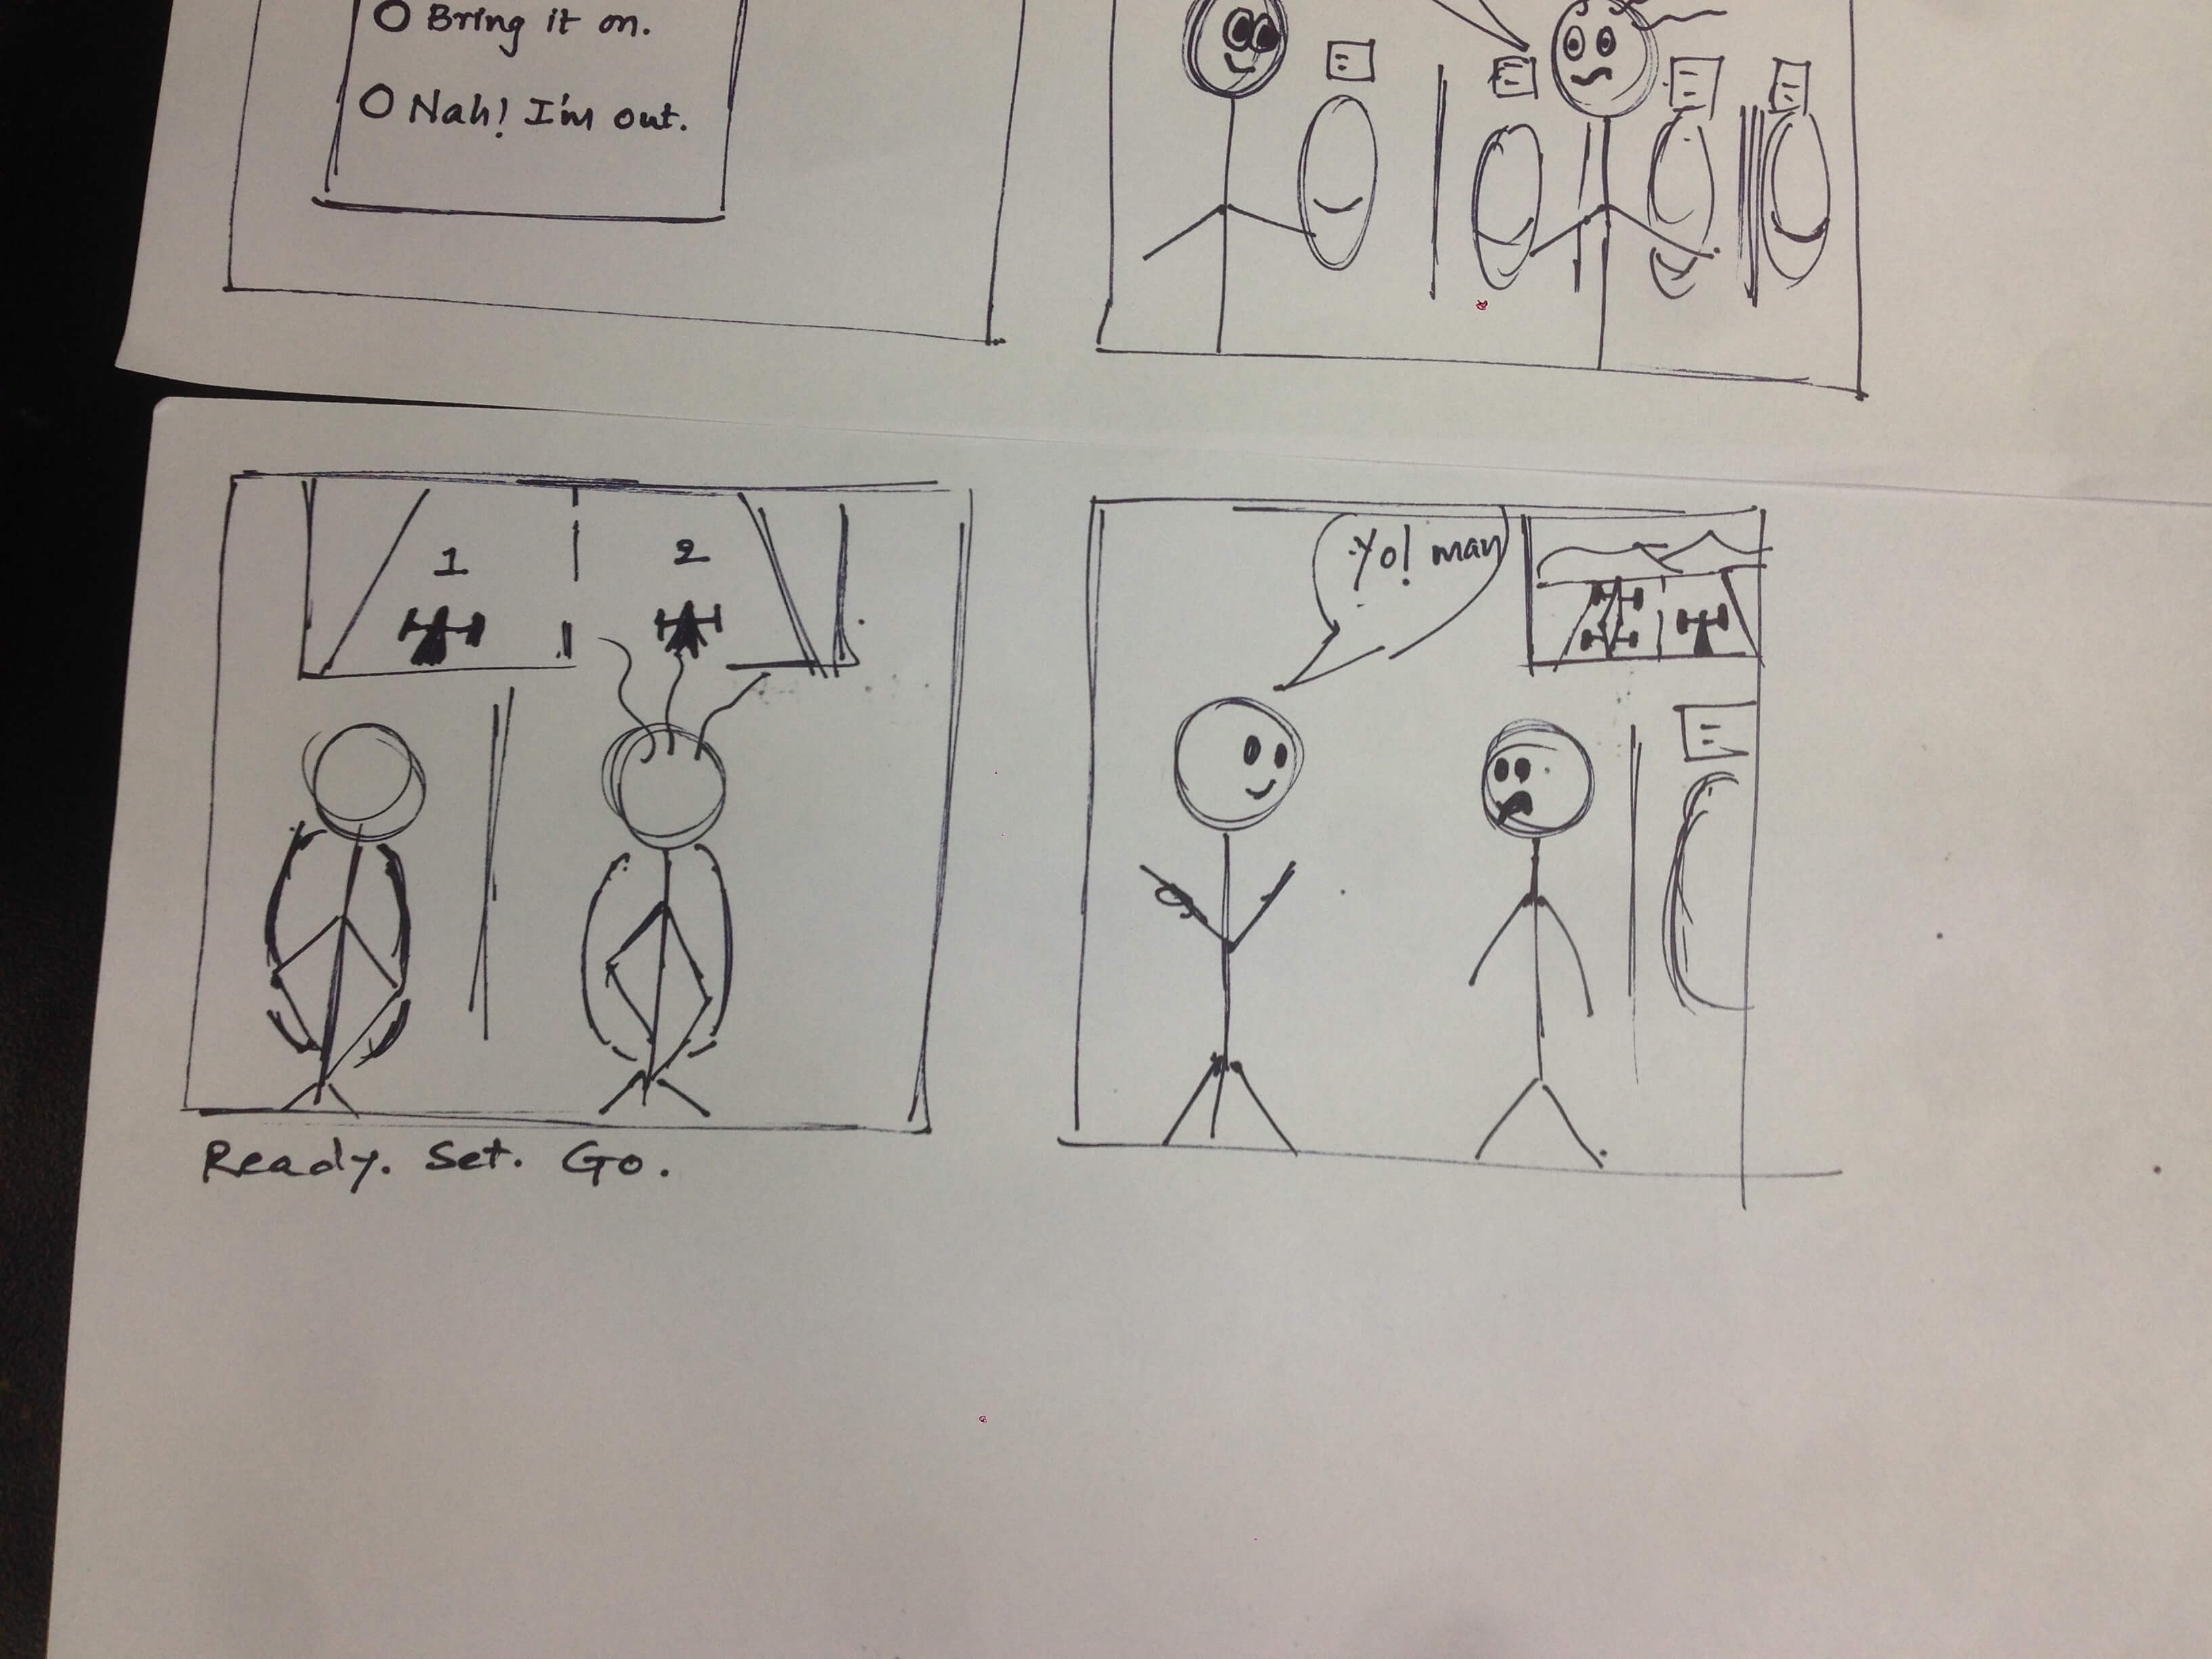 Bring it on.
Nah! I'm out.
1
2
Yo! man
Ready. Set. Go.